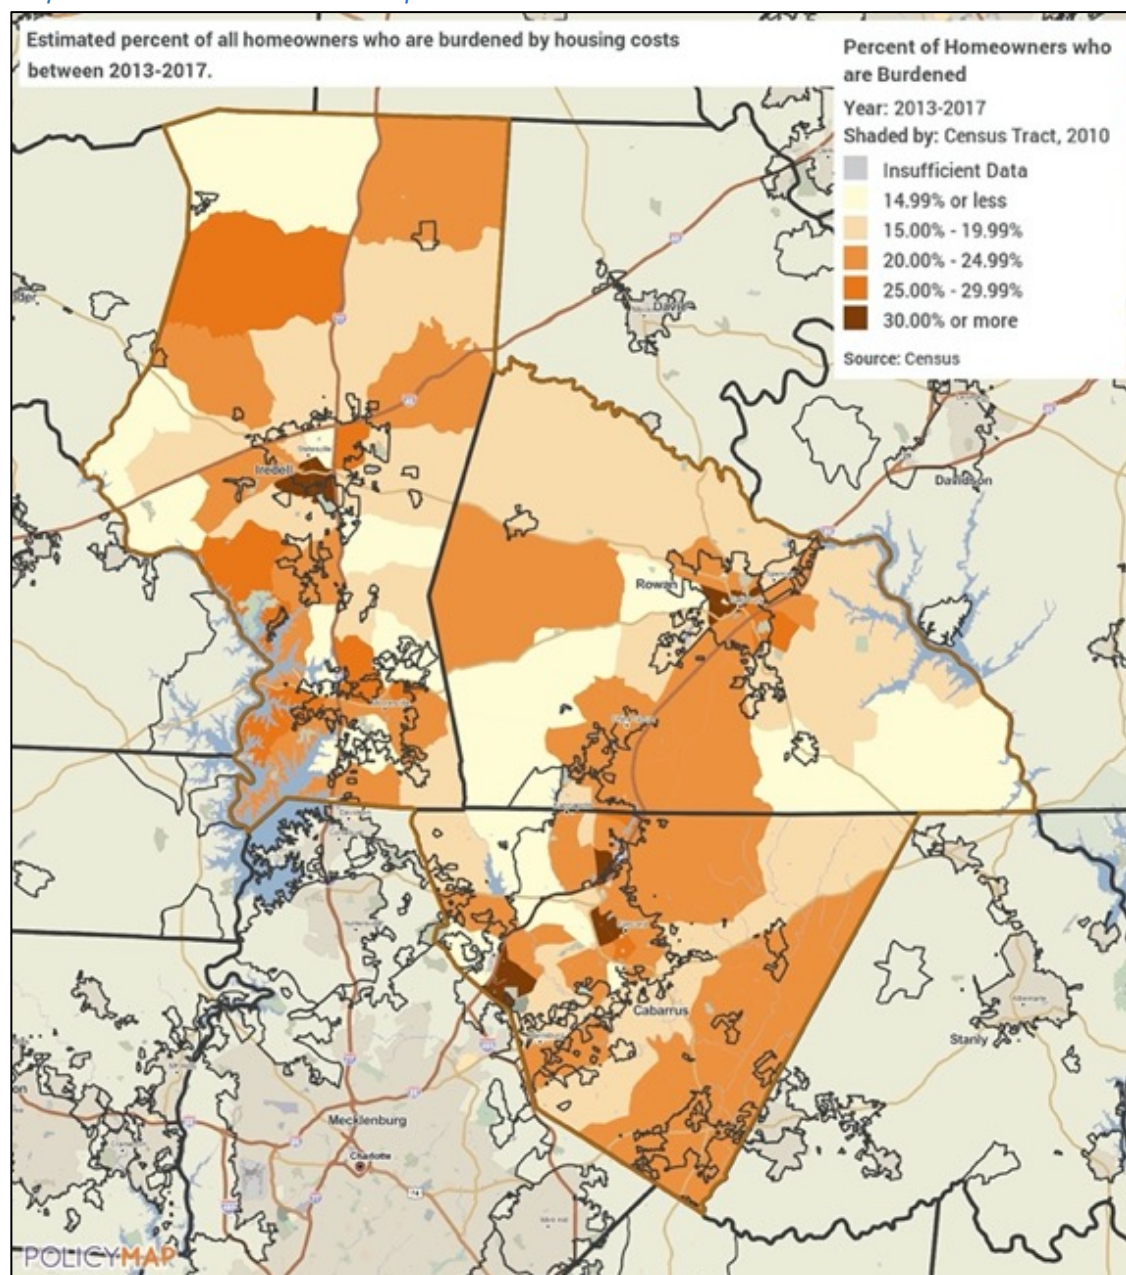 Estimated percent of all homeowners who are burdened by housing costs
between 2013-2017.
Percent of Homeowners who
are Burdened
Year: 2013-2017
Shaded by: Census Tract, 2010
Insufficient Data
14.99% or less
15.00% - 19.99%
20.00% - 24.99%
25.00% - 29.99%
30.00% or more
Source: Census
Davie
Iredell
Davidson
Rowan
Cabarrus
Albemarle
Stanly
Mecklenburg
Charlotte
POLICYMAP